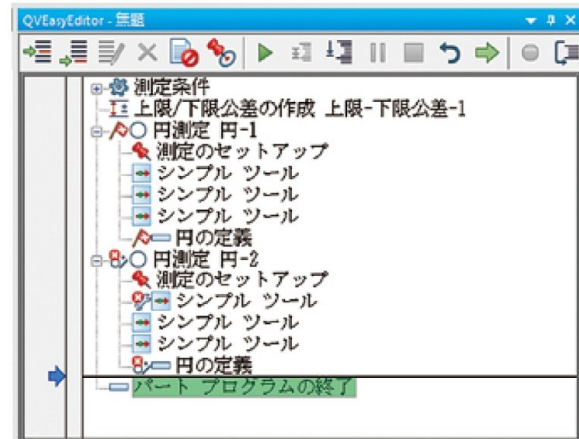 QVEasyEditor - 無題
測定条件
上限/下限公差の作成 上限-下限公差-1
円測定 円-1
測定のセットアップ
シンプル ツール
シンプル ツール
シンプル ツール
円の定義
円測定 円-2
測定のセットアップ
シンプル ツール
シンプル ツール
シンプル ツール
円の定義
パート プログラムの終了